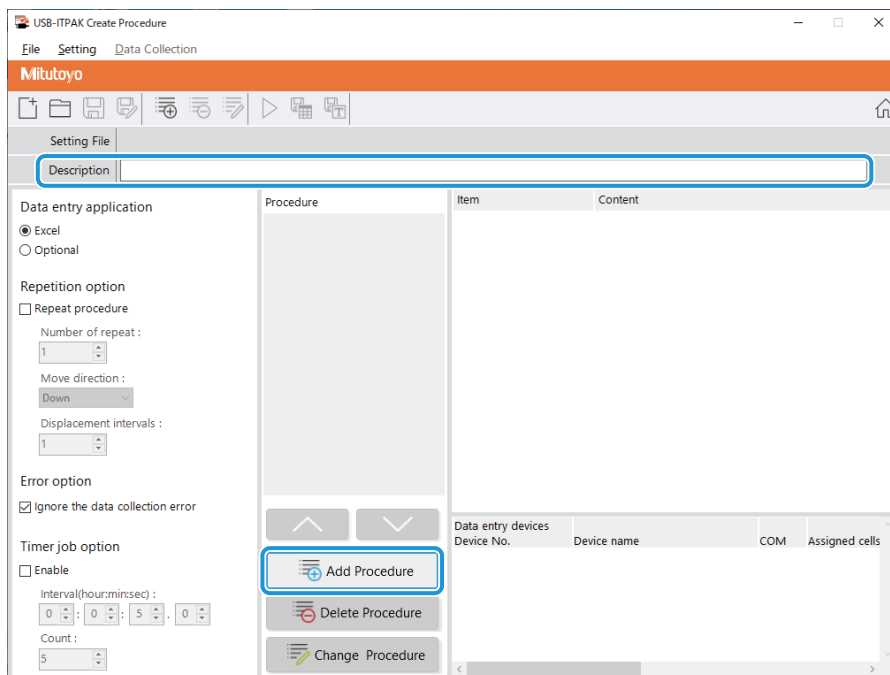 USB-ITPAK Create Procedure
File Setting Data Collection
Mitutoyo
Setting File
Description
Data entry application
Excel
Optional
Repetition option
Repeat procedure
Number of repeat :
1
Move direction :
Down
Displacement intervals :
1
Error option
Ignore the data collection error
Timer job option
Enable
Interval(hour:min:sec) :
0 : 0 : 5 . 0
Count :
5
Procedure
Add Procedure
Delete Procedure
Change Procedure
Item Content
Data entry devices
Device No. Device name COM Assigned cells